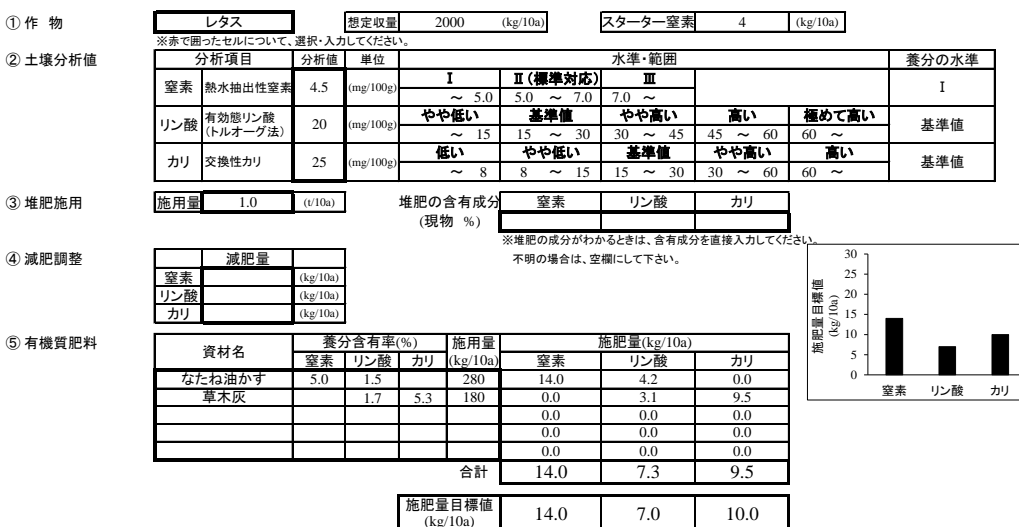 ①作 物 レタス 想定収量 2000 (kg/10a) スターター窒素 4 (kg/10a)
※赤で囲ったセルについて、選択・入力してください。
②土壌分析値 分析項目 分析値 単位 水準・範囲 養分の水準
窒素 熱水抽出性窒素 4.5 (mg/100g) Ⅰ Ⅱ(標準対応) Ⅲ Ⅰ
～ 5.0 5.0 ～ 7.0 7.0 ～
リン酸 有効態リン酸 (トルオーグ法) 20 (mg/100g) やや低い 基準値 やや高い 高い 極めて高い 基準値
～ 15 15 ～ 30 30 ～ 45 45 ～ 60 60 ～
カリ 交換性カリ 25 (mg/100g) 低い やや低い 基準値 やや高い 高い 基準値
～ 8 8 ～ 15 15 ～ 30 30 ～ 60 60 ～
③堆肥施用 施用量 1.0 (t/10a) 堆肥の含有成分 窒素 リン酸 カリ
(現物 %)
※堆肥の成分がわかるときは、含有成分を直接入力してください。
不明の場合は、空欄にして下さい。
④減肥調整 減肥量
窒素 (kg/10a)
リン酸 (kg/10a)
カリ (kg/10a)
施肥量目標値
(kg/10a)
30
25
20
15
10
5
0
窒素 リン酸 カリ
⑤有機質肥料 資材名 養分含有率(%) 施用量 施肥量(kg/10a)
窒素 リン酸 カリ (kg/10a) 窒素 リン酸 カリ
なたね油かす 5.0 1.5 280 14.0 4.2 0.0
草木灰 1.7 5.3 180 0.0 3.1 9.5
0.0 0.0 0.0
0.0 0.0 0.0
0.0 0.0 0.0
合計 14.0 7.3 9.5
施肥量目標値 14.0 7.0 10.0
(kg/10a)